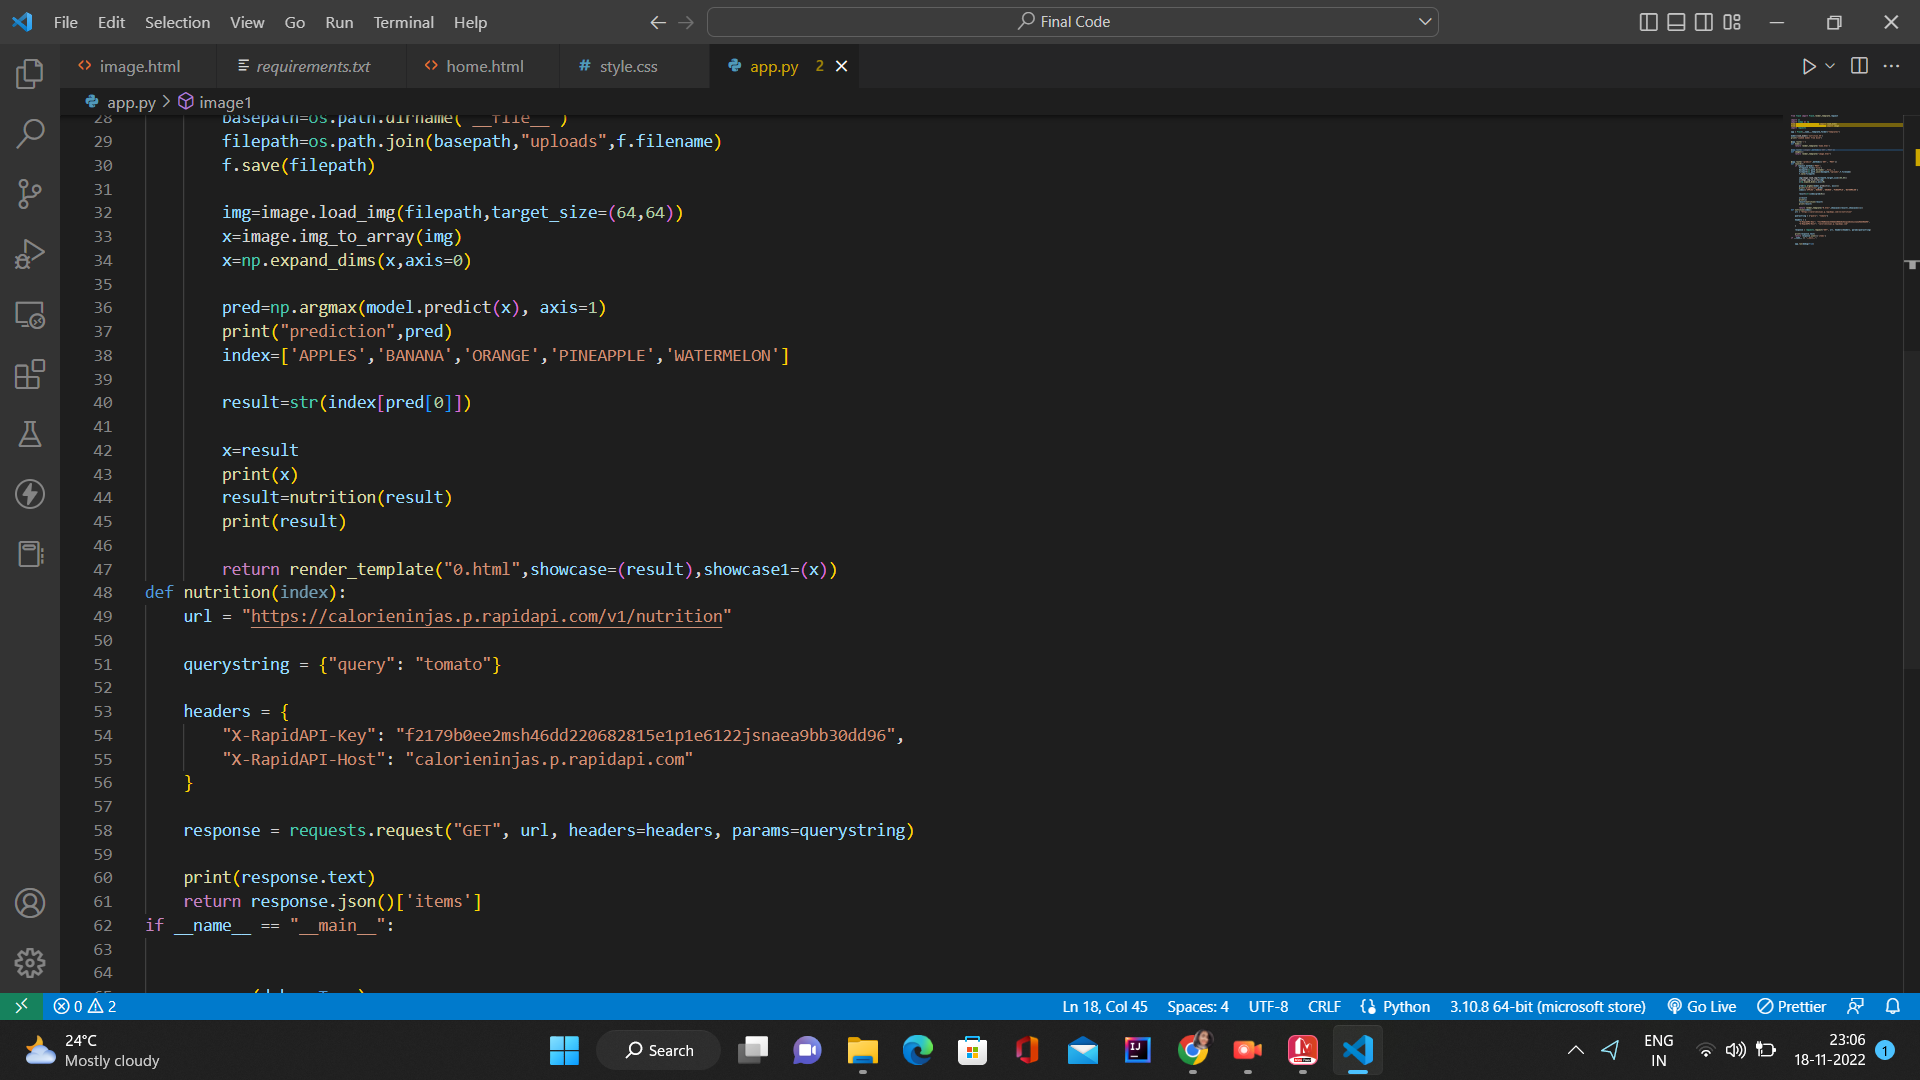 File Edit Selection View Go Run Terminal Help
Final Code
image.html
requirements.txt
home.html
# style.css
app.py 2
app.py > image1
28 basepath=os.path.dirname('__file__')
29 filepath=os.path.join(basepath,"uploads",f.filename)
30 f.save(filepath)
31
32 img=image.load_img(filepath,target_size=(64,64))
33 x=image.img_to_array(img)
34 x=np.expand_dims(x,axis=0)
35
36 pred=np.argmax(model.predict(x), axis=1)
37 print("prediction",pred)
38 index=['APPLES','BANANA','ORANGE','PINEAPPLE','WATERMELON']
39
40 result=str(index[pred[0]])
41
42 x=result
43 print(x)
44 result=nutrition(result)
45 print(result)
46
47 return render_template("0.html",showcase=(result),showcase1=(x))
48 def nutrition(index):
49 url = "https://calorieninjas.p.rapidapi.com/v1/nutrition"
50
51 querystring = {"query": "tomato"}
52
53 headers = {
54 "X-RapidAPI-Key": "f2179b0ee2msh46dd220682815e1p1e6122jsnaea9bb30dd96",
55 "X-RapidAPI-Host": "calorieninjas.p.rapidapi.com"
56 }
57
58 response = requests.request("GET", url, headers=headers, params=querystring)
59
60 print(response.text)
61 return response.json()['items']
62 if __name__ == "__main__":
63
64
0 2
Ln 18, Col 45 Spaces: 4 UTF-8 CRLF Python 3.10.8 64-bit (microsoft store) Go Live Prettier
24°C
Mostly cloudy
Search
ENG
IN
23:06
18-11-2022
1